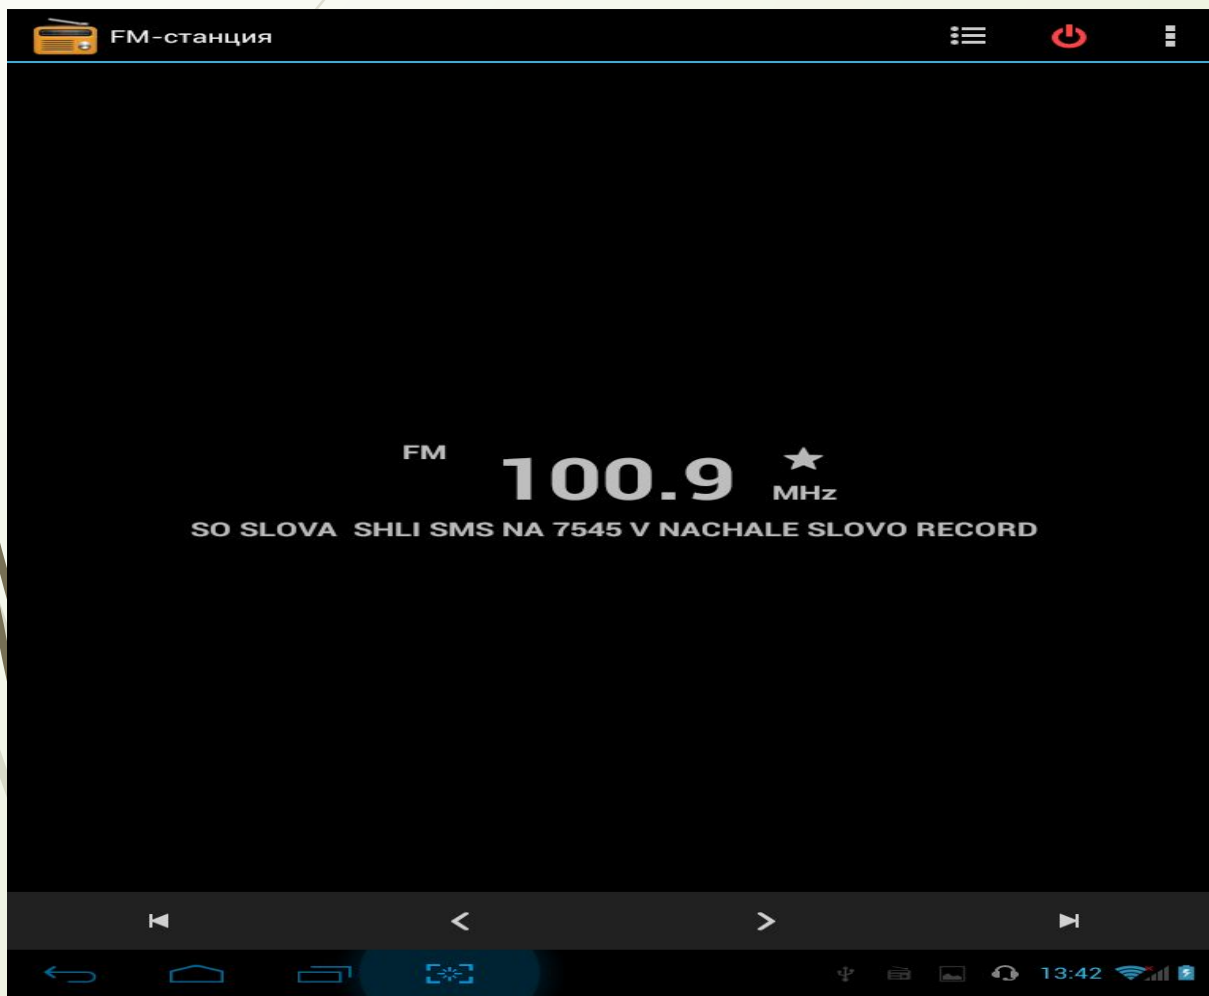 FM-станция
FM
100.9
MHz
SO SLOVA  SHLI SMS NA 7545 V NACHALE SLOVO RECORD
13:42